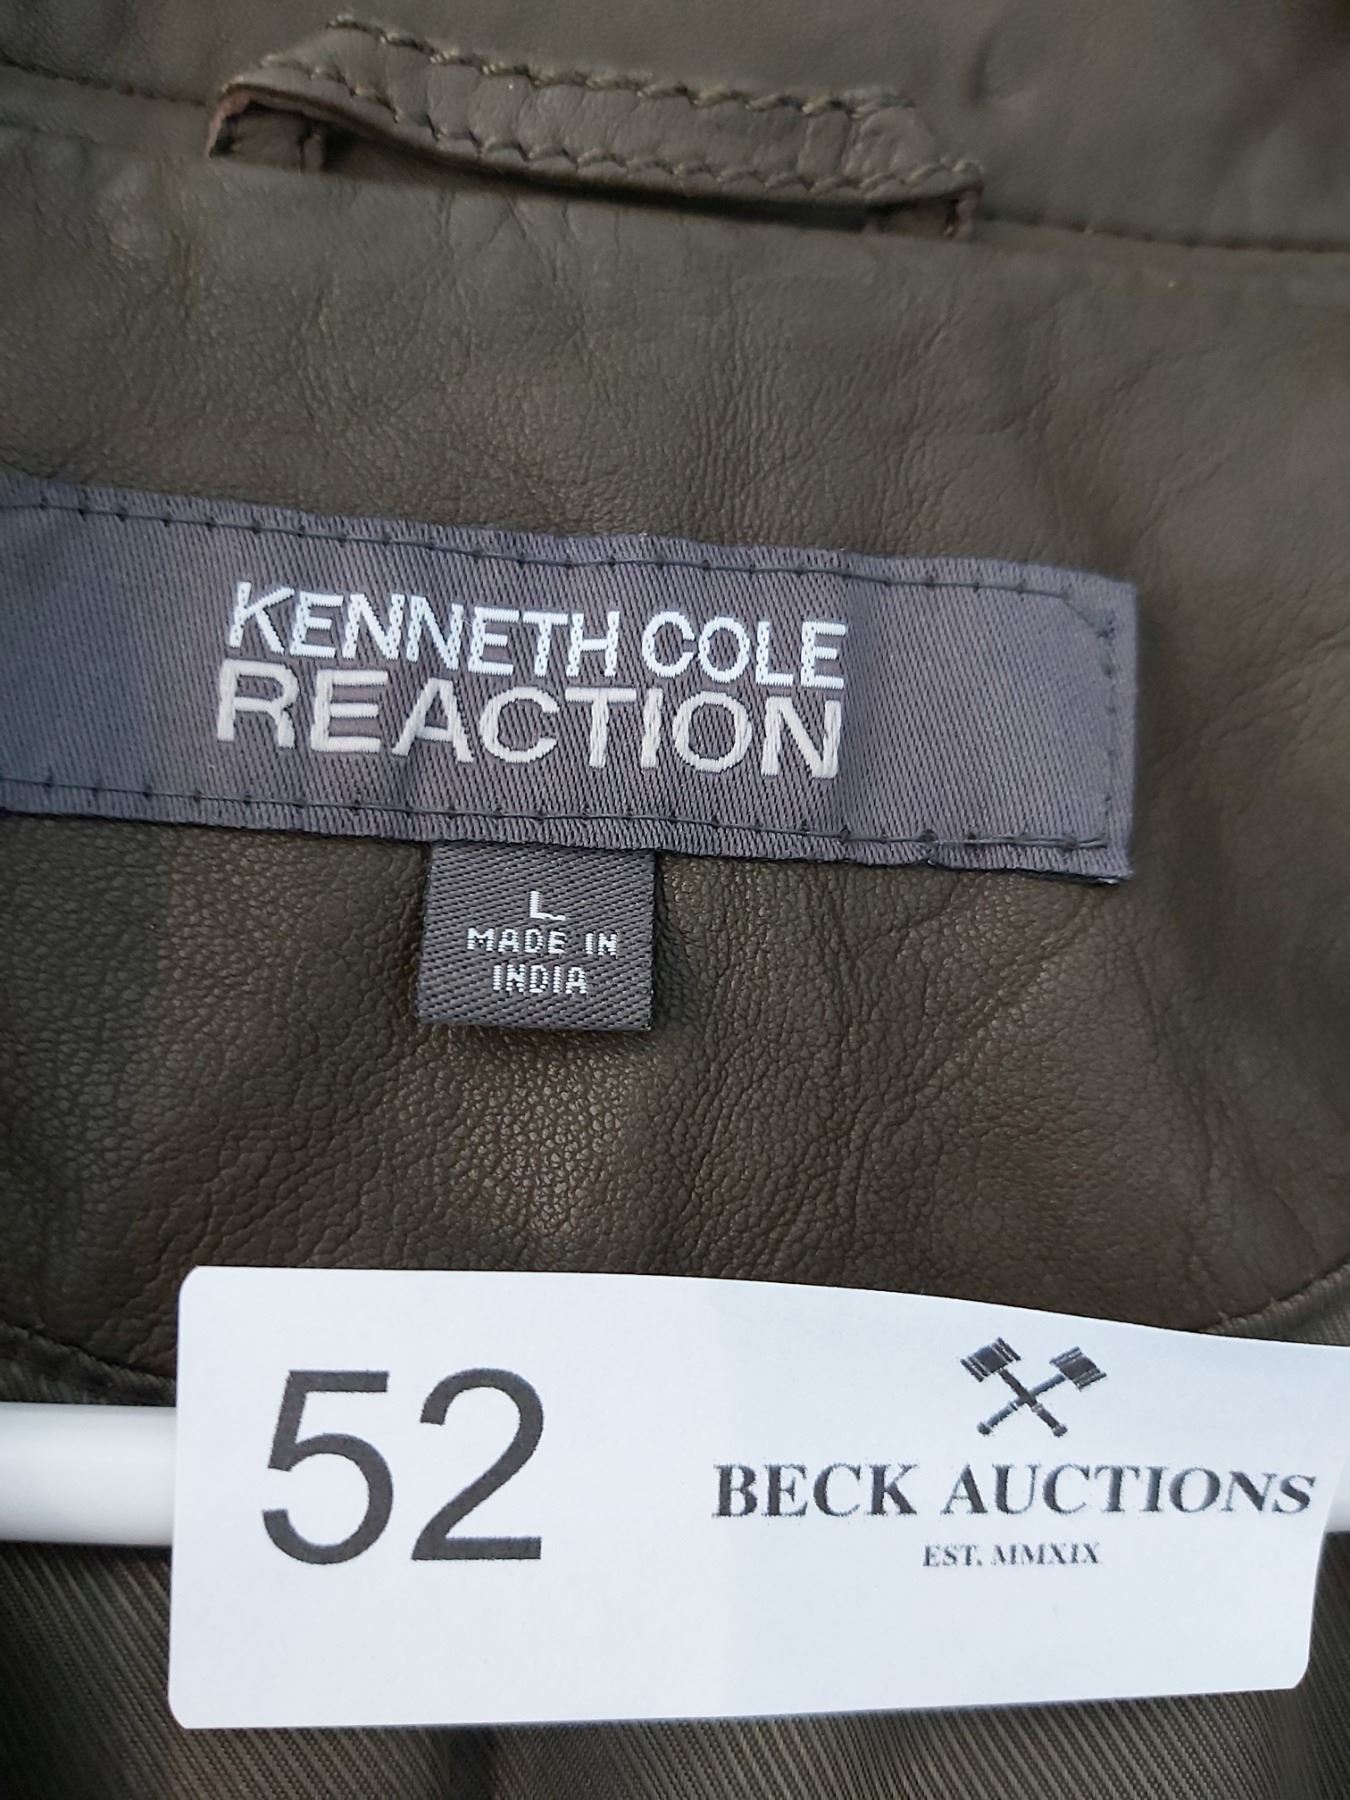 KENNETH COLE
REACTION
L
MADE IN
INDIA
52
BECK AUCTIONS
EST. MMXIX